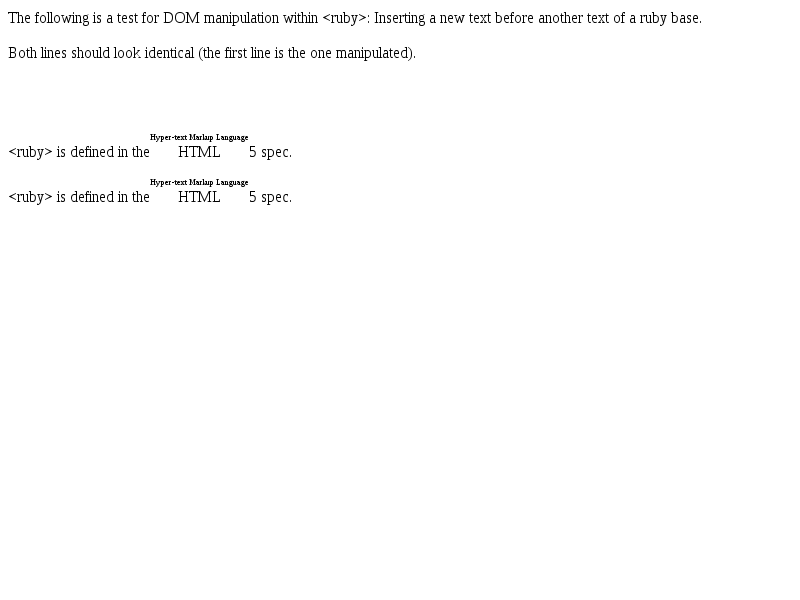 The following is a test for DOM manipulation within <ruby>: Inserting a new text before another text of a ruby base.
Both lines should look identical (the first line is the one manipulated).
Hyper-text Markup Language
<ruby> is defined in the HTML 5 spec.
Hyper-text Markup Language
<ruby> is defined in the HTML 5 spec.